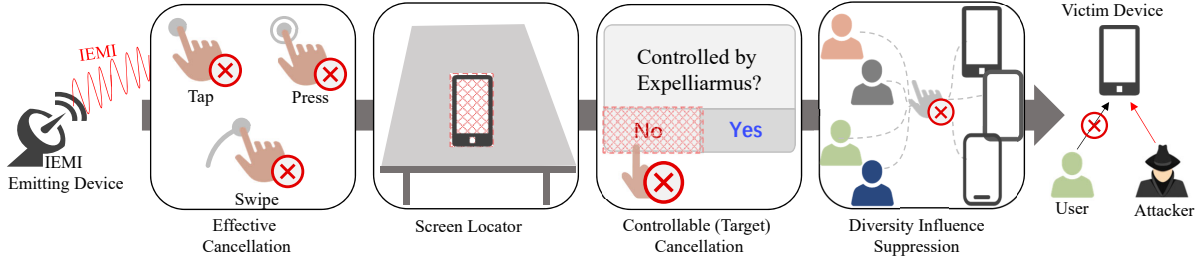 IEMI
IEMI
Emitting Device
Tap
Press
Swipe
Effective
Cancellation
Screen Locator
Controlled by
Expelliarmus?
No
Yes
Controllable (Target)
Cancellation
Diversity Influence
Suppression
Victim Device
User
Attacker